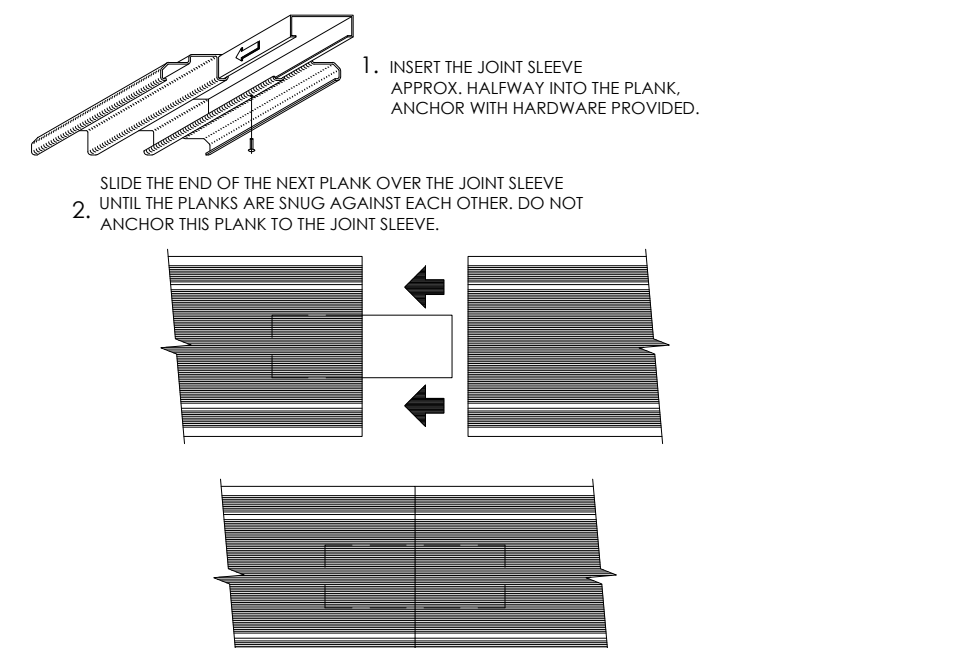 1. INSERT THE JOINT SLEEVE
APPROX. HALFWAY INTO THE PLANK,
ANCHOR WITH HARDWARE PROVIDED.
SLIDE THE END OF THE NEXT PLANK OVER THE JOINT SLEEVE
2. UNTIL THE PLANKS ARE SNUG AGAINST EACH OTHER. DO NOT
ANCHOR THIS PLANK TO THE JOINT SLEEVE.